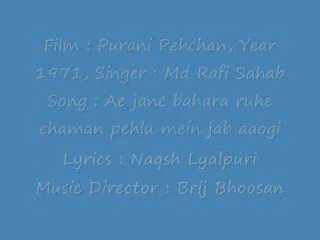 Film : Purani Pehchan, Year
1971, Singer : Md Rafi Sahab
Song : Ae jane bahara ruhe
chaman pehlu mein jab aaogi
Lyrics : Naqsh Lyalpuri
Music Director : Brij Bhoosan